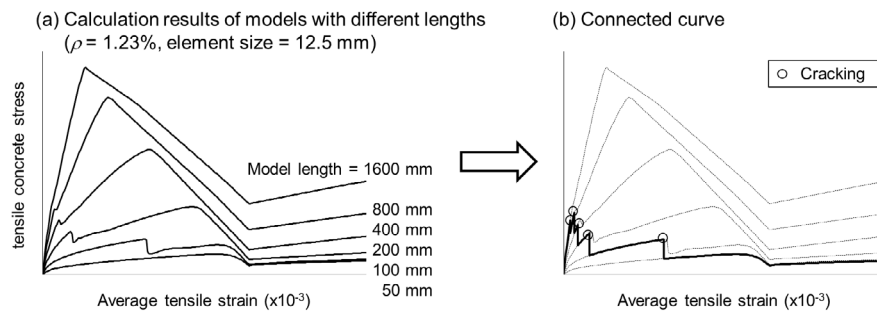 (a) Calculation results of models with different lengths
(ρ = 1.23%, element size = 12.5 mm)
tensile concrete stress
Model length = 1600 mm
800 mm
400 mm
200 mm
100 mm
50 mm
Average tensile strain (x10⁻³)
(b) Connected curve
Cracking
Average tensile strain (x10⁻³)